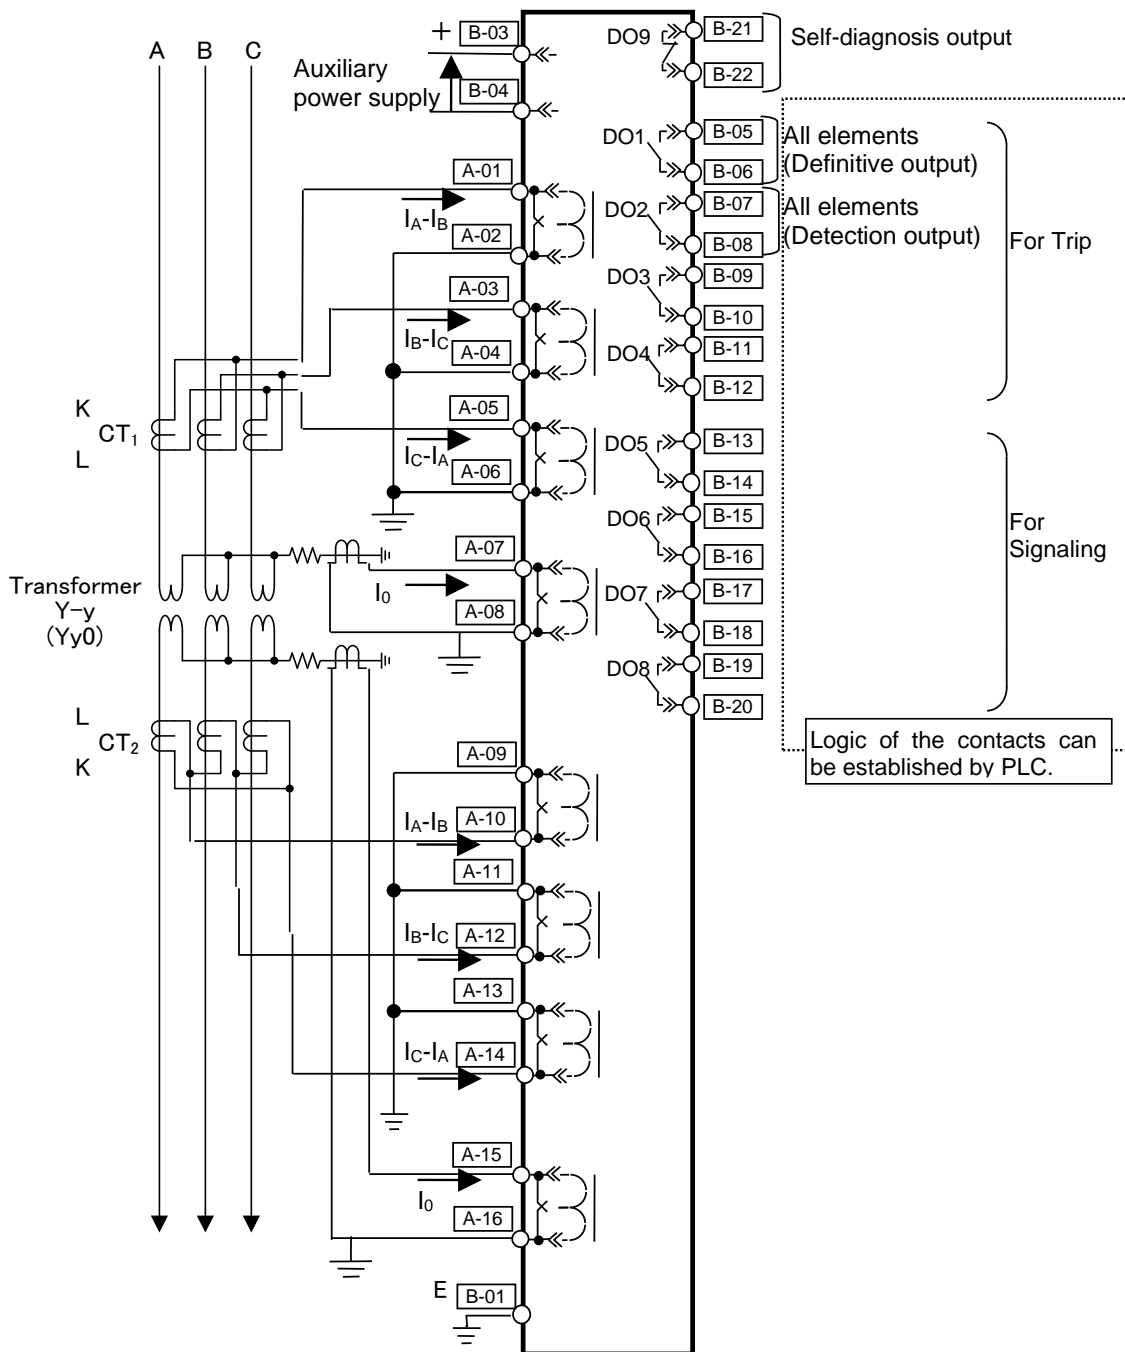 A B C
+ B-03
Auxiliary
power supply
B-04
A-01
IA-IB
A-02
A-03
IB-IC
A-04
A-05
IC-IA
A-06
K
CT1
L
A-07
I0
A-08
Transformer
Y-y
(Yy0)
L
CT2
K
A-09
IA-IB A-10
A-11
IB-IC A-12
A-13
IC-IA A-14
A-15
I0
A-16
E B-01
DO9
B-21
B-22
Self-diagnosis output
DO1
B-05
B-06
All elements
(Definitive output)
DO2
B-07
B-08
All elements
(Detection output)
DO3
B-09
B-10
DO4
B-11
B-12
For Trip
DO5
B-13
B-14
DO6
B-15
B-16
DO7
B-17
B-18
DO8
B-19
B-20
For
Signaling
Logic of the contacts can
be established by PLC.